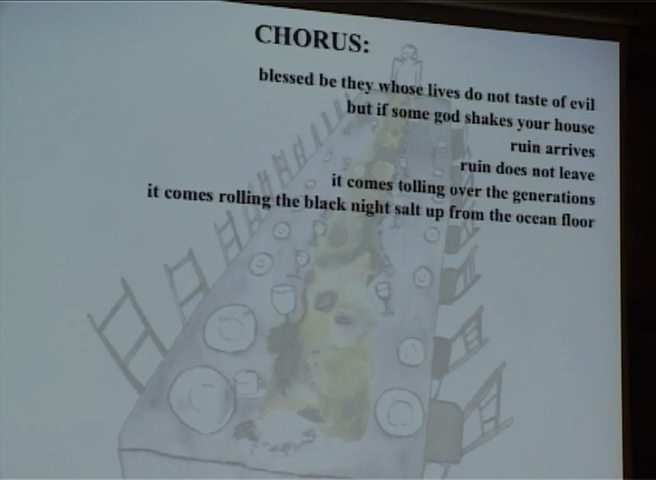 CHORUS:
blessed be they whose lives do not taste of evil
but if some god shakes your house
ruin arrives
ruin does not leave
it comes tolling over the generations
it comes rolling the black night salt up from the ocean floor